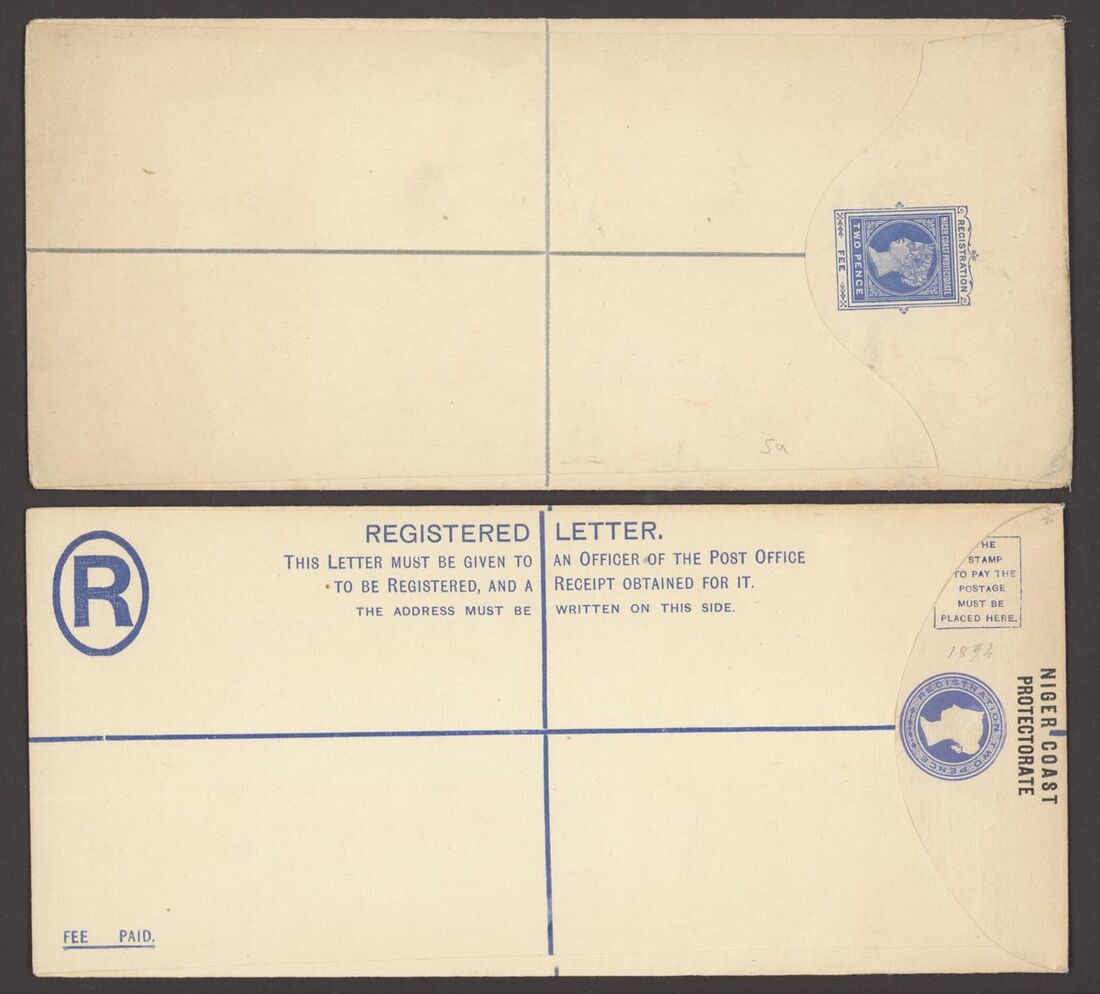 REGISTRATION
NIGER COAST PROTECTORATE
TWO PENCE
FEE
5a
R
REGISTERED LETTER.
THIS LETTER MUST BE GIVEN TO AN OFFICER OF THE POST OFFICE
TO BE REGISTERED, AND A RECEIPT OBTAINED FOR IT.
THE ADDRESS MUST BE WRITTEN ON THIS SIDE.
HE
STAMP
TO PAY THE
POSTAGE
MUST BE
PLACED HERE.
REGISTRATION
TWO PENCE
NIGER COAST
PROTECTORATE
FEE PAID.